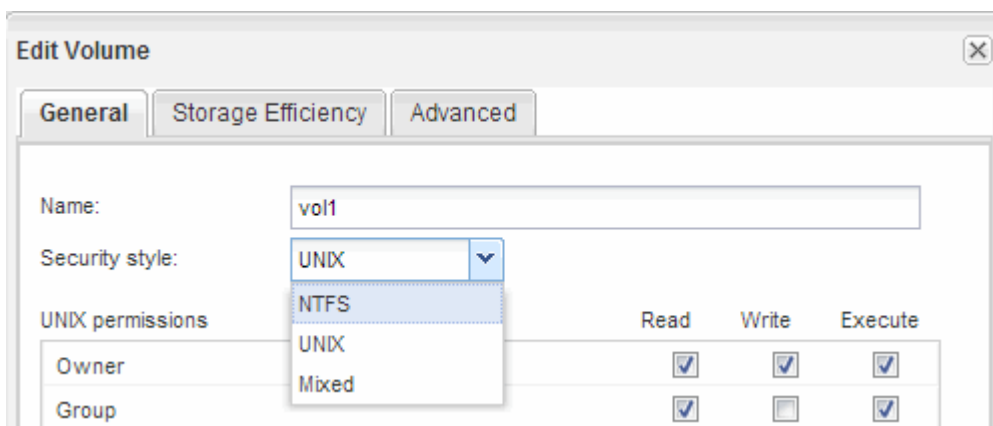 Edit Volume
General Storage Efficiency Advanced
Name: vol1
Security style: UNIX
NTFS
UNIX permissions Read Write Execute
UNIX
Owner
Mixed
Group